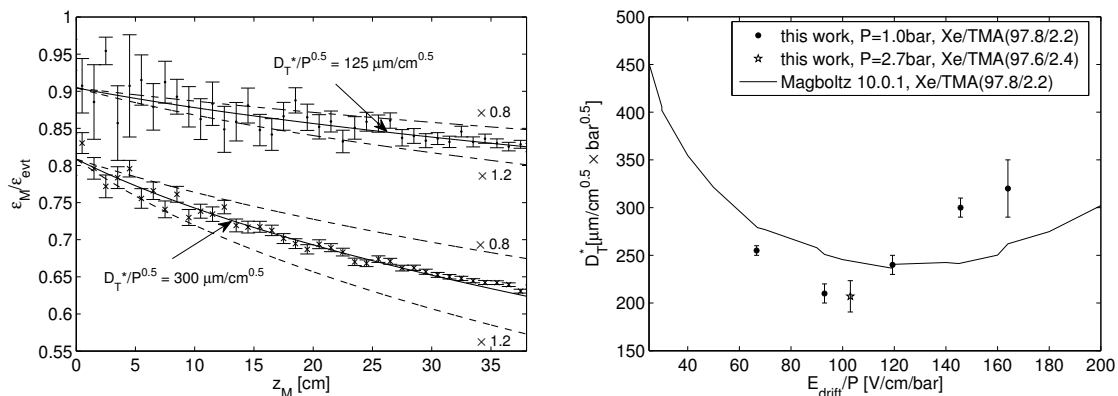 1
0.95
0.9
0.85
0.8
0.75
0.7
0.65
0.6
0.55
ε_M/ε_evt
0 5 10 15 20 25 30 35
z_M [cm]
D_T^*/P^0.5 = 125 μm/cm^0.5
× 0.8
× 1.2
× 0.8
D_T^*/P^0.5 = 300 μm/cm^0.5
× 1.2
500
450
400
350
300
250
200
150
D_T^*[μm/cm^0.5 × bar^0.5]
this work, P=1.0bar, Xe/TMA(97.8/2.2)
this work, P=2.7bar, Xe/TMA(97.6/2.4)
Magboltz 10.0.1, Xe/TMA(97.8/2.2)
40 60 80 100 120 140 160 180 200
E_drift/P [V/cm/bar]